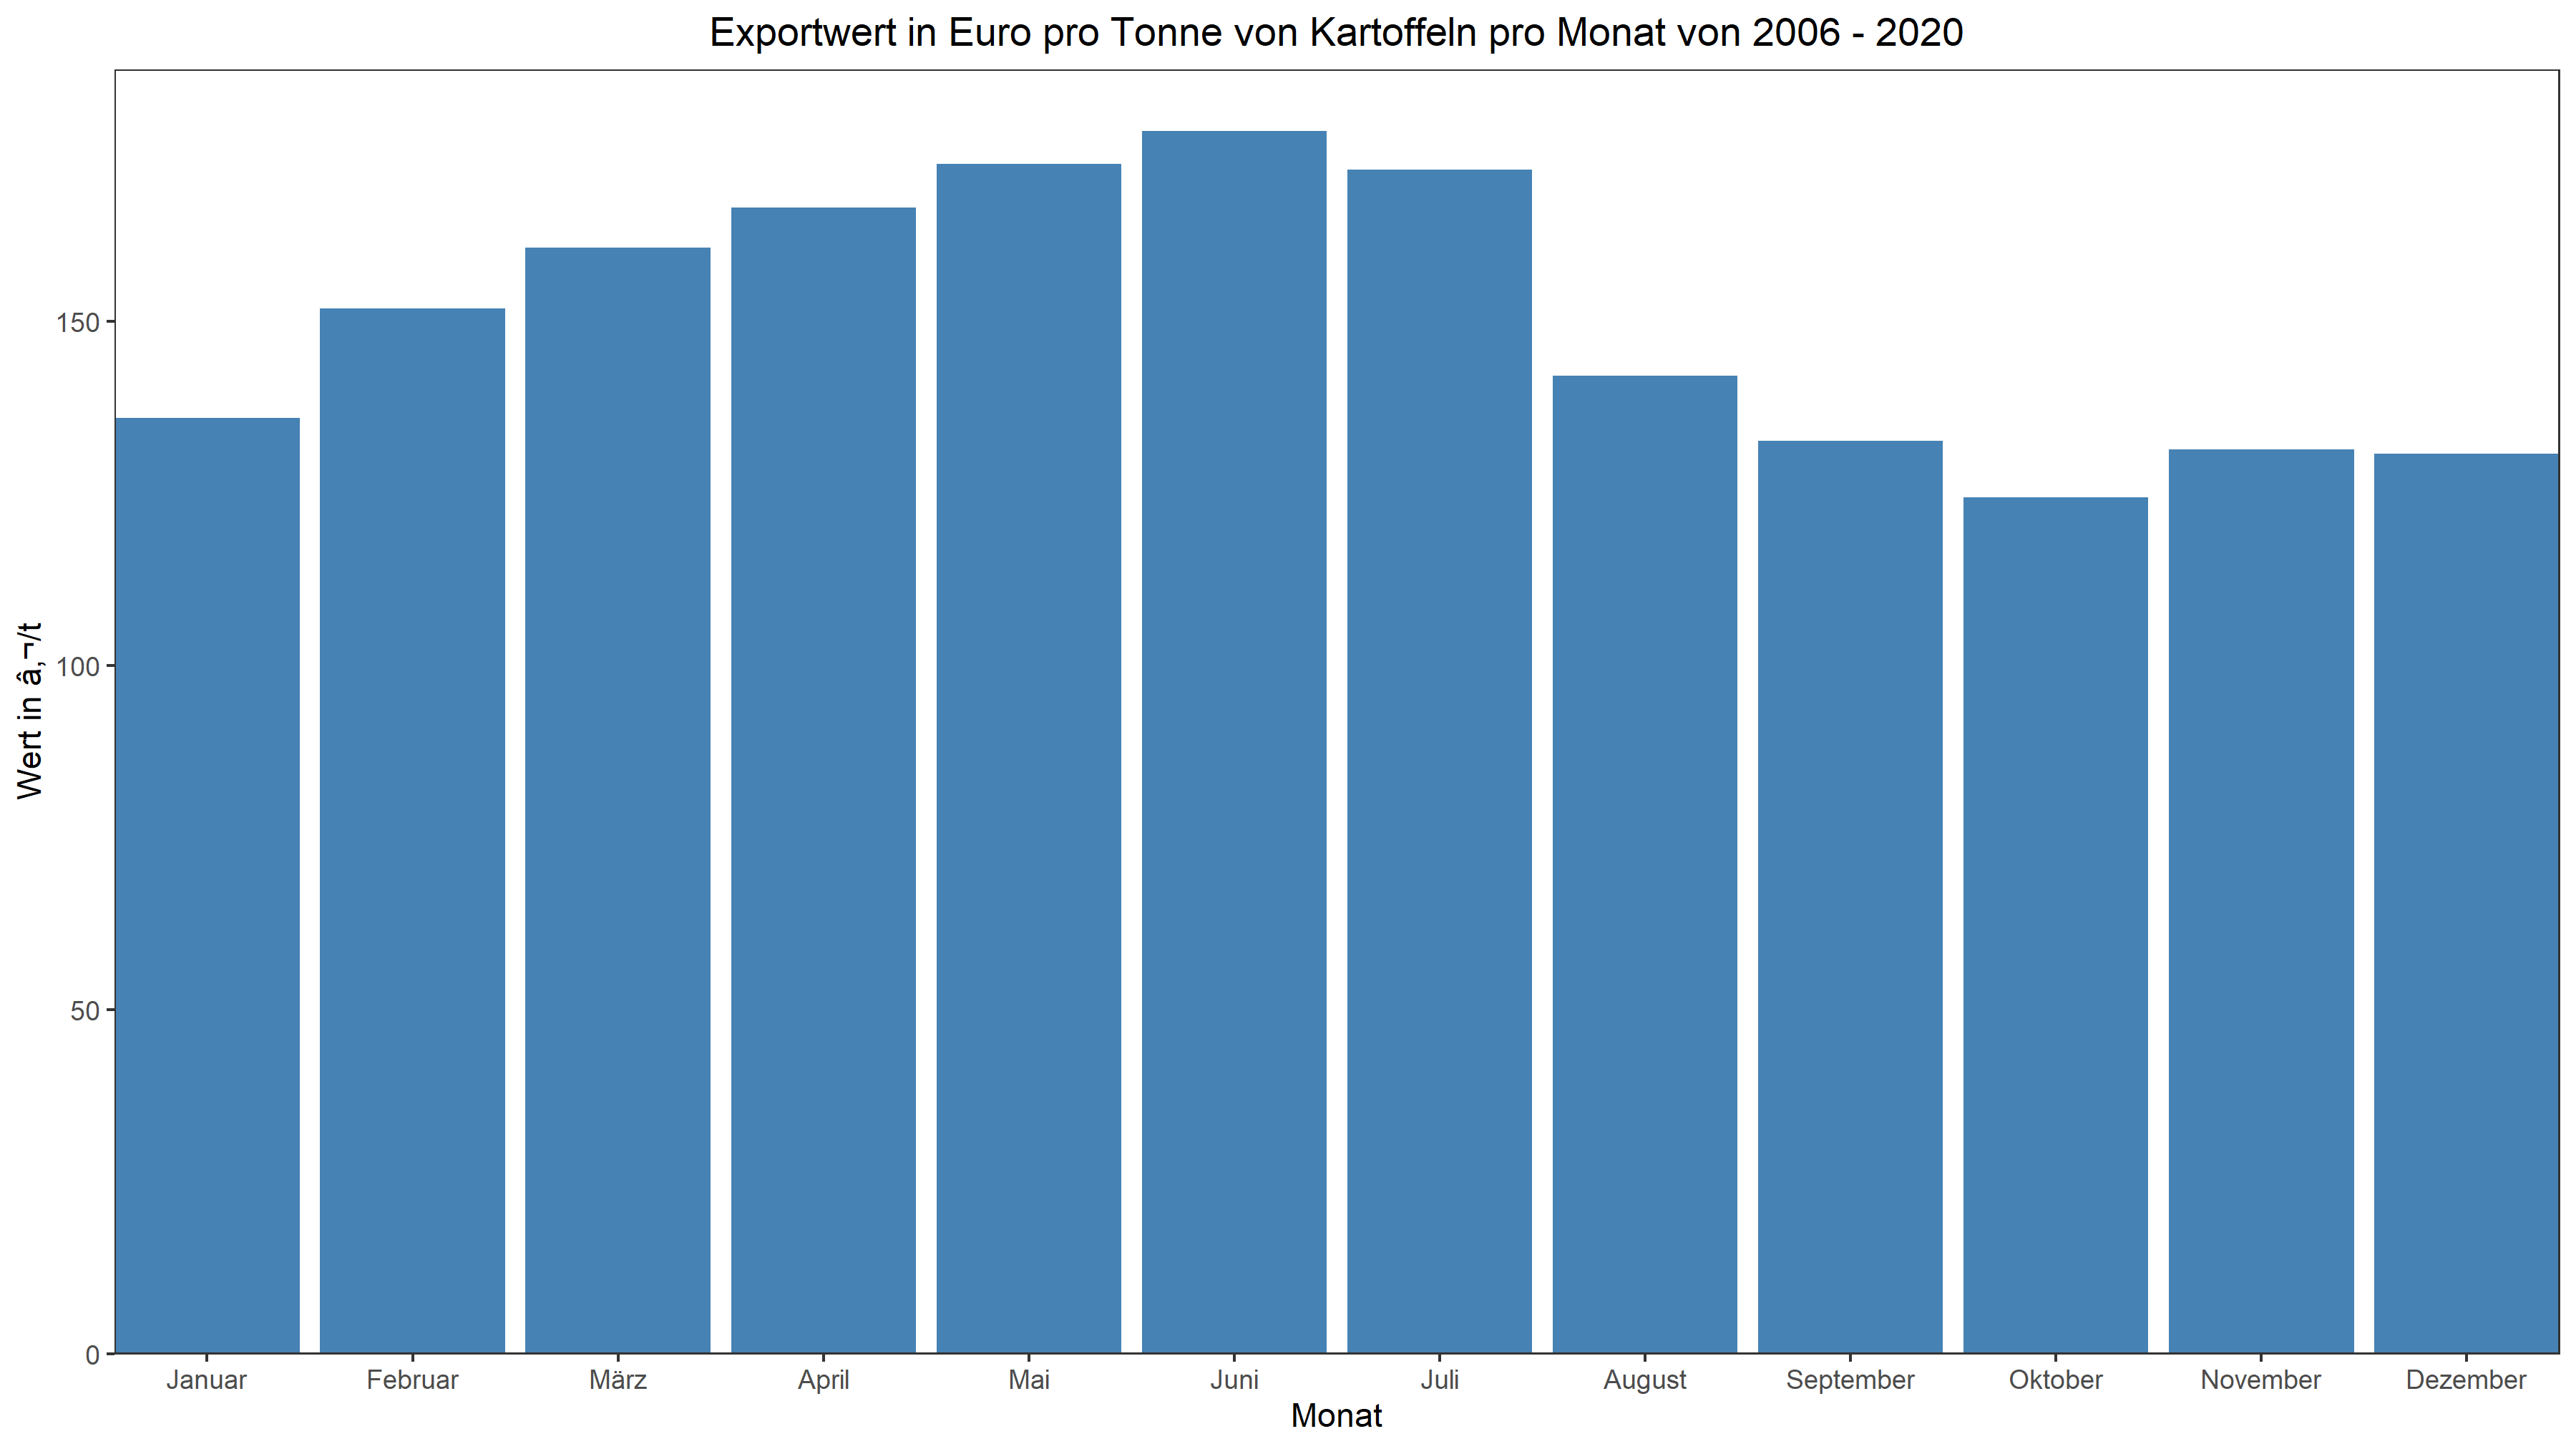 Exportwert in Euro pro Tonne von Kartoffeln pro Monat von 2006 - 2020
Wert in â‚¬/t
150
100
50
0
Januar Februar März April Mai Juni Juli August September Oktober November Dezember
Monat